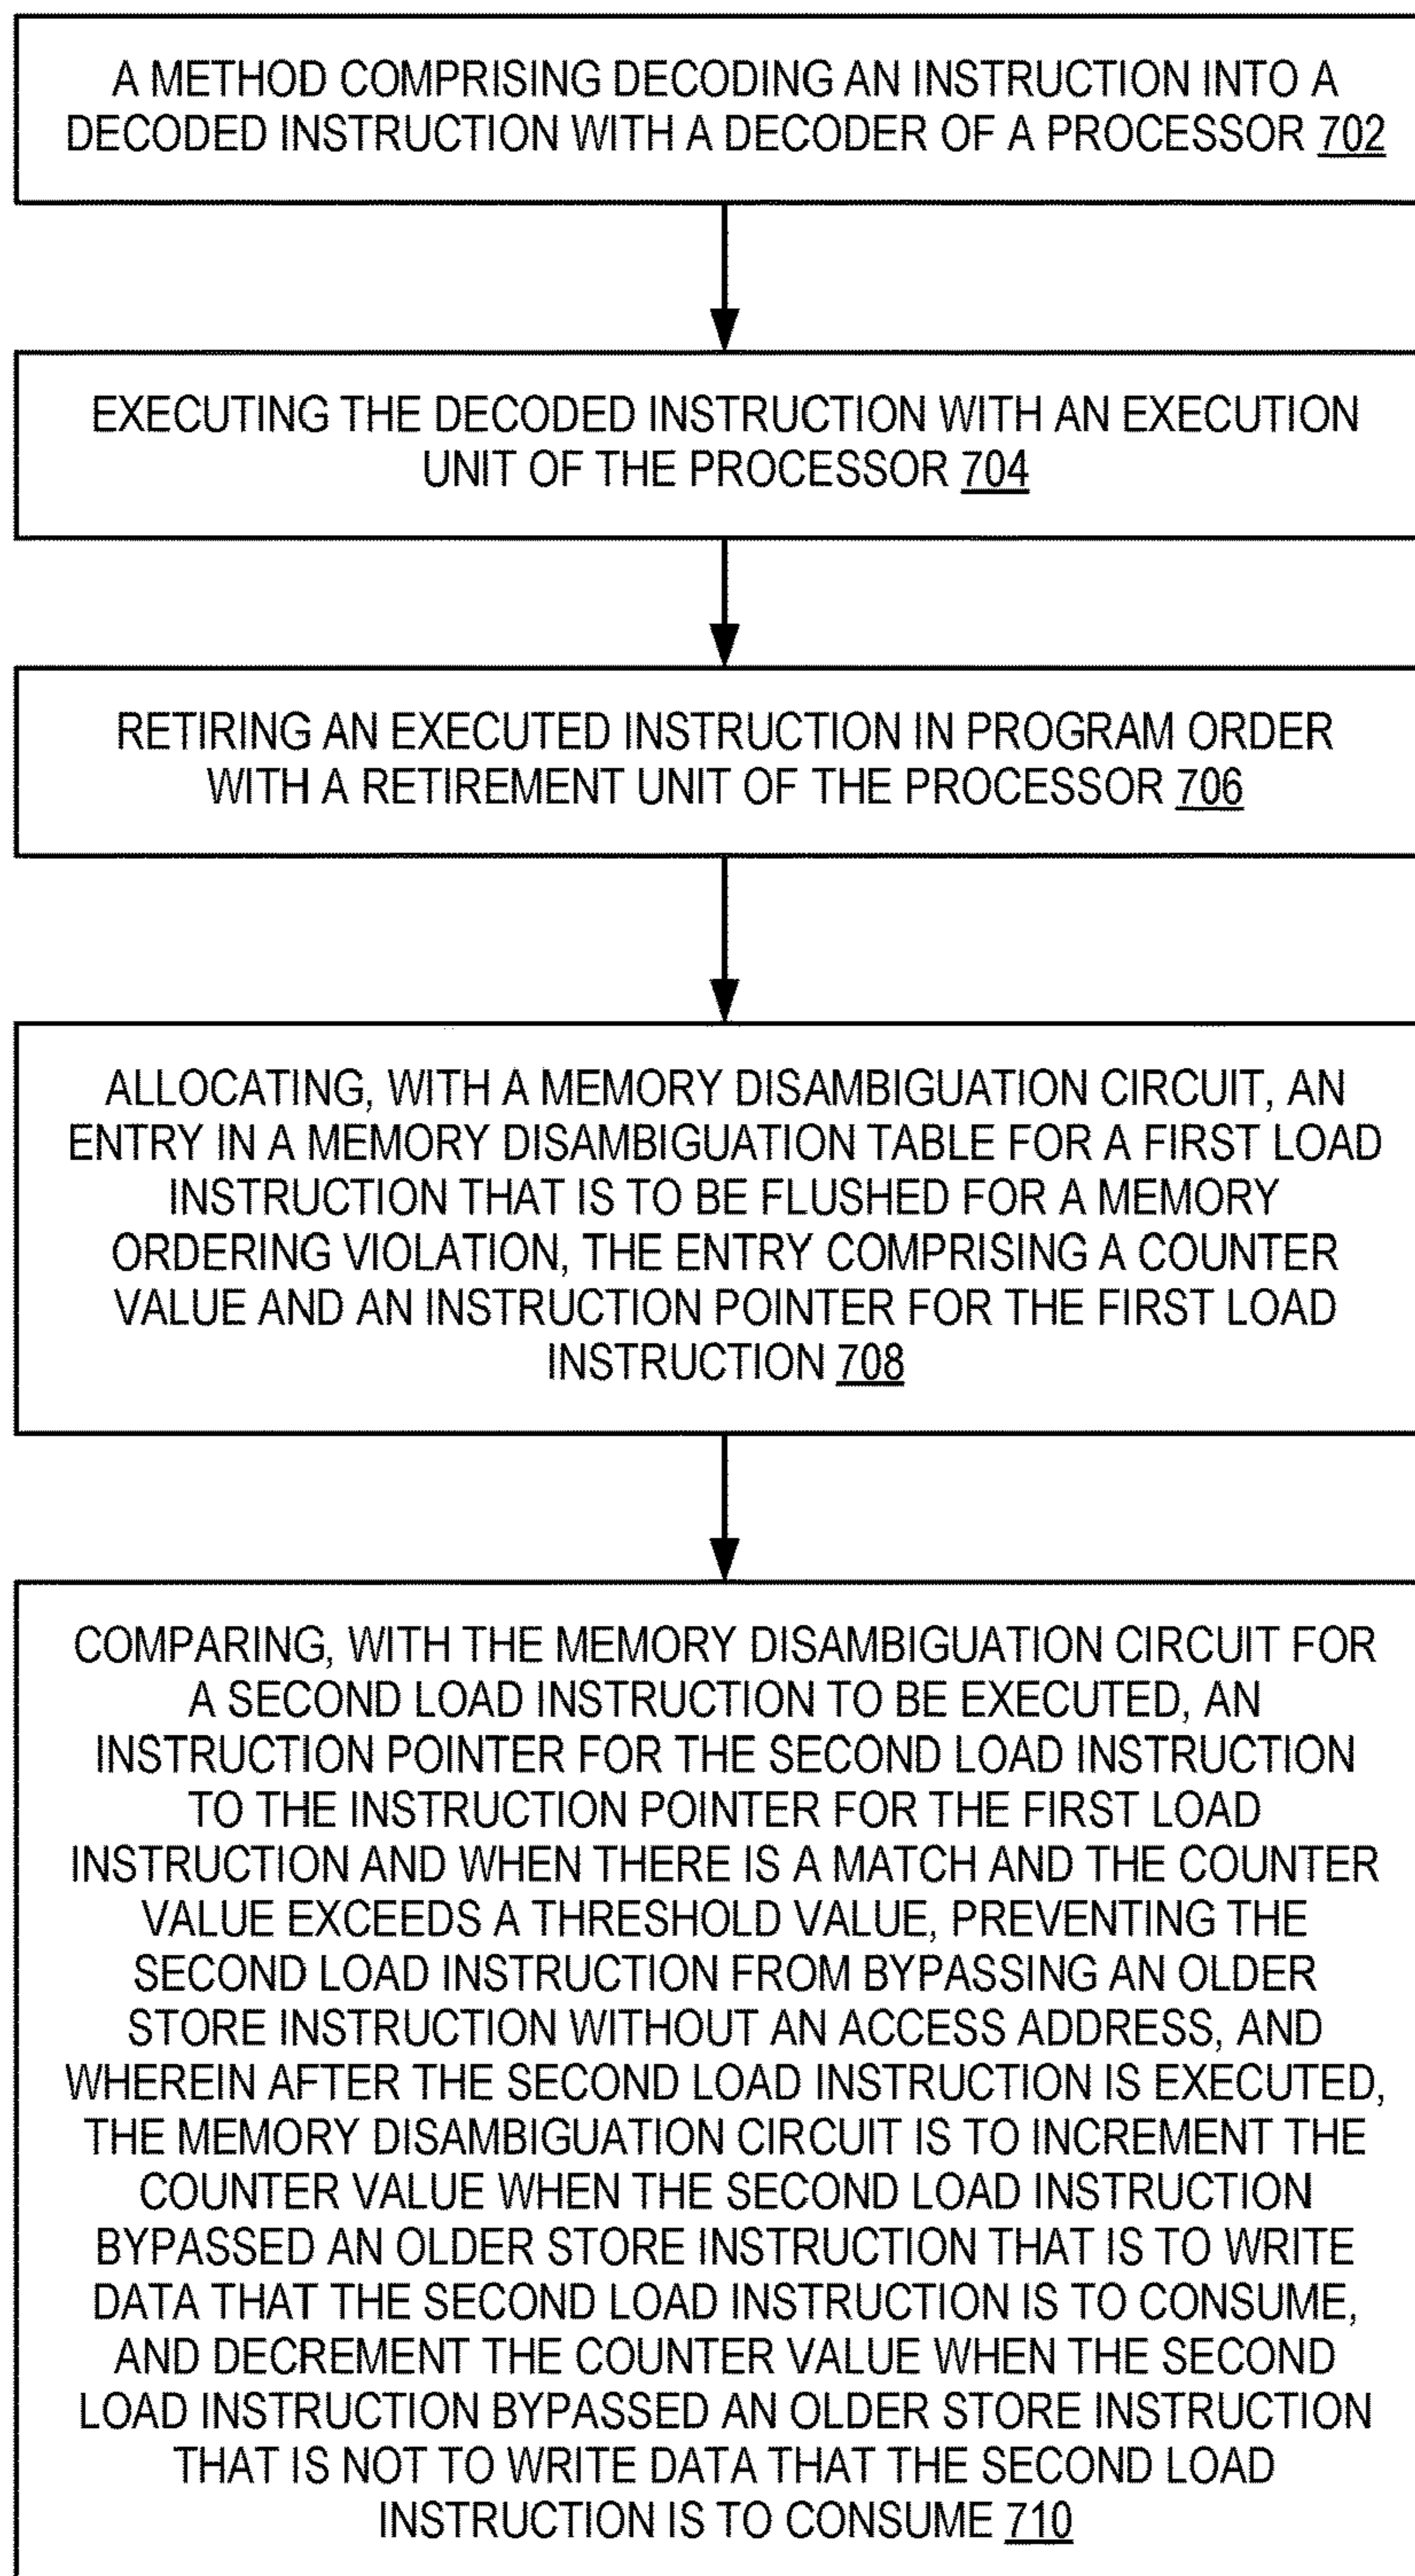 A METHOD COMPRISING DECODING AN INSTRUCTION INTO A
DECODED INSTRUCTION WITH A DECODER OF A PROCESSOR 702
EXECUTING THE DECODED INSTRUCTION WITH AN EXECUTION
UNIT OF THE PROCESSOR 704
RETIRING AN EXECUTED INSTRUCTION IN PROGRAM ORDER
WITH A RETIREMENT UNIT OF THE PROCESSOR 706
ALLOCATING, WITH A MEMORY DISAMBIGUATION CIRCUIT, AN
ENTRY IN A MEMORY DISAMBIGUATION TABLE FOR A FIRST LOAD
INSTRUCTION THAT IS TO BE FLUSHED FOR A MEMORY
ORDERING VIOLATION, THE ENTRY COMPRISING A COUNTER
VALUE AND AN INSTRUCTION POINTER FOR THE FIRST LOAD
INSTRUCTION 708
COMPARING, WITH THE MEMORY DISAMBIGUATION CIRCUIT FOR
A SECOND LOAD INSTRUCTION TO BE EXECUTED, AN
INSTRUCTION POINTER FOR THE SECOND LOAD INSTRUCTION
TO THE INSTRUCTION POINTER FOR THE FIRST LOAD
INSTRUCTION AND WHEN THERE IS A MATCH AND THE COUNTER
VALUE EXCEEDS A THRESHOLD VALUE, PREVENTING THE
SECOND LOAD INSTRUCTION FROM BYPASSING AN OLDER
STORE INSTRUCTION WITHOUT AN ACCESS ADDRESS, AND
WHEREIN AFTER THE SECOND LOAD INSTRUCTION IS EXECUTED,
THE MEMORY DISAMBIGUATION CIRCUIT IS TO INCREMENT THE
COUNTER VALUE WHEN THE SECOND LOAD INSTRUCTION
BYPASSED AN OLDER STORE INSTRUCTION THAT IS TO WRITE
DATA THAT THE SECOND LOAD INSTRUCTION IS TO CONSUME,
AND DECREMENT THE COUNTER VALUE WHEN THE SECOND
LOAD INSTRUCTION BYPASSED AN OLDER STORE INSTRUCTION
THAT IS NOT TO WRITE DATA THAT THE SECOND LOAD
INSTRUCTION IS TO CONSUME 710